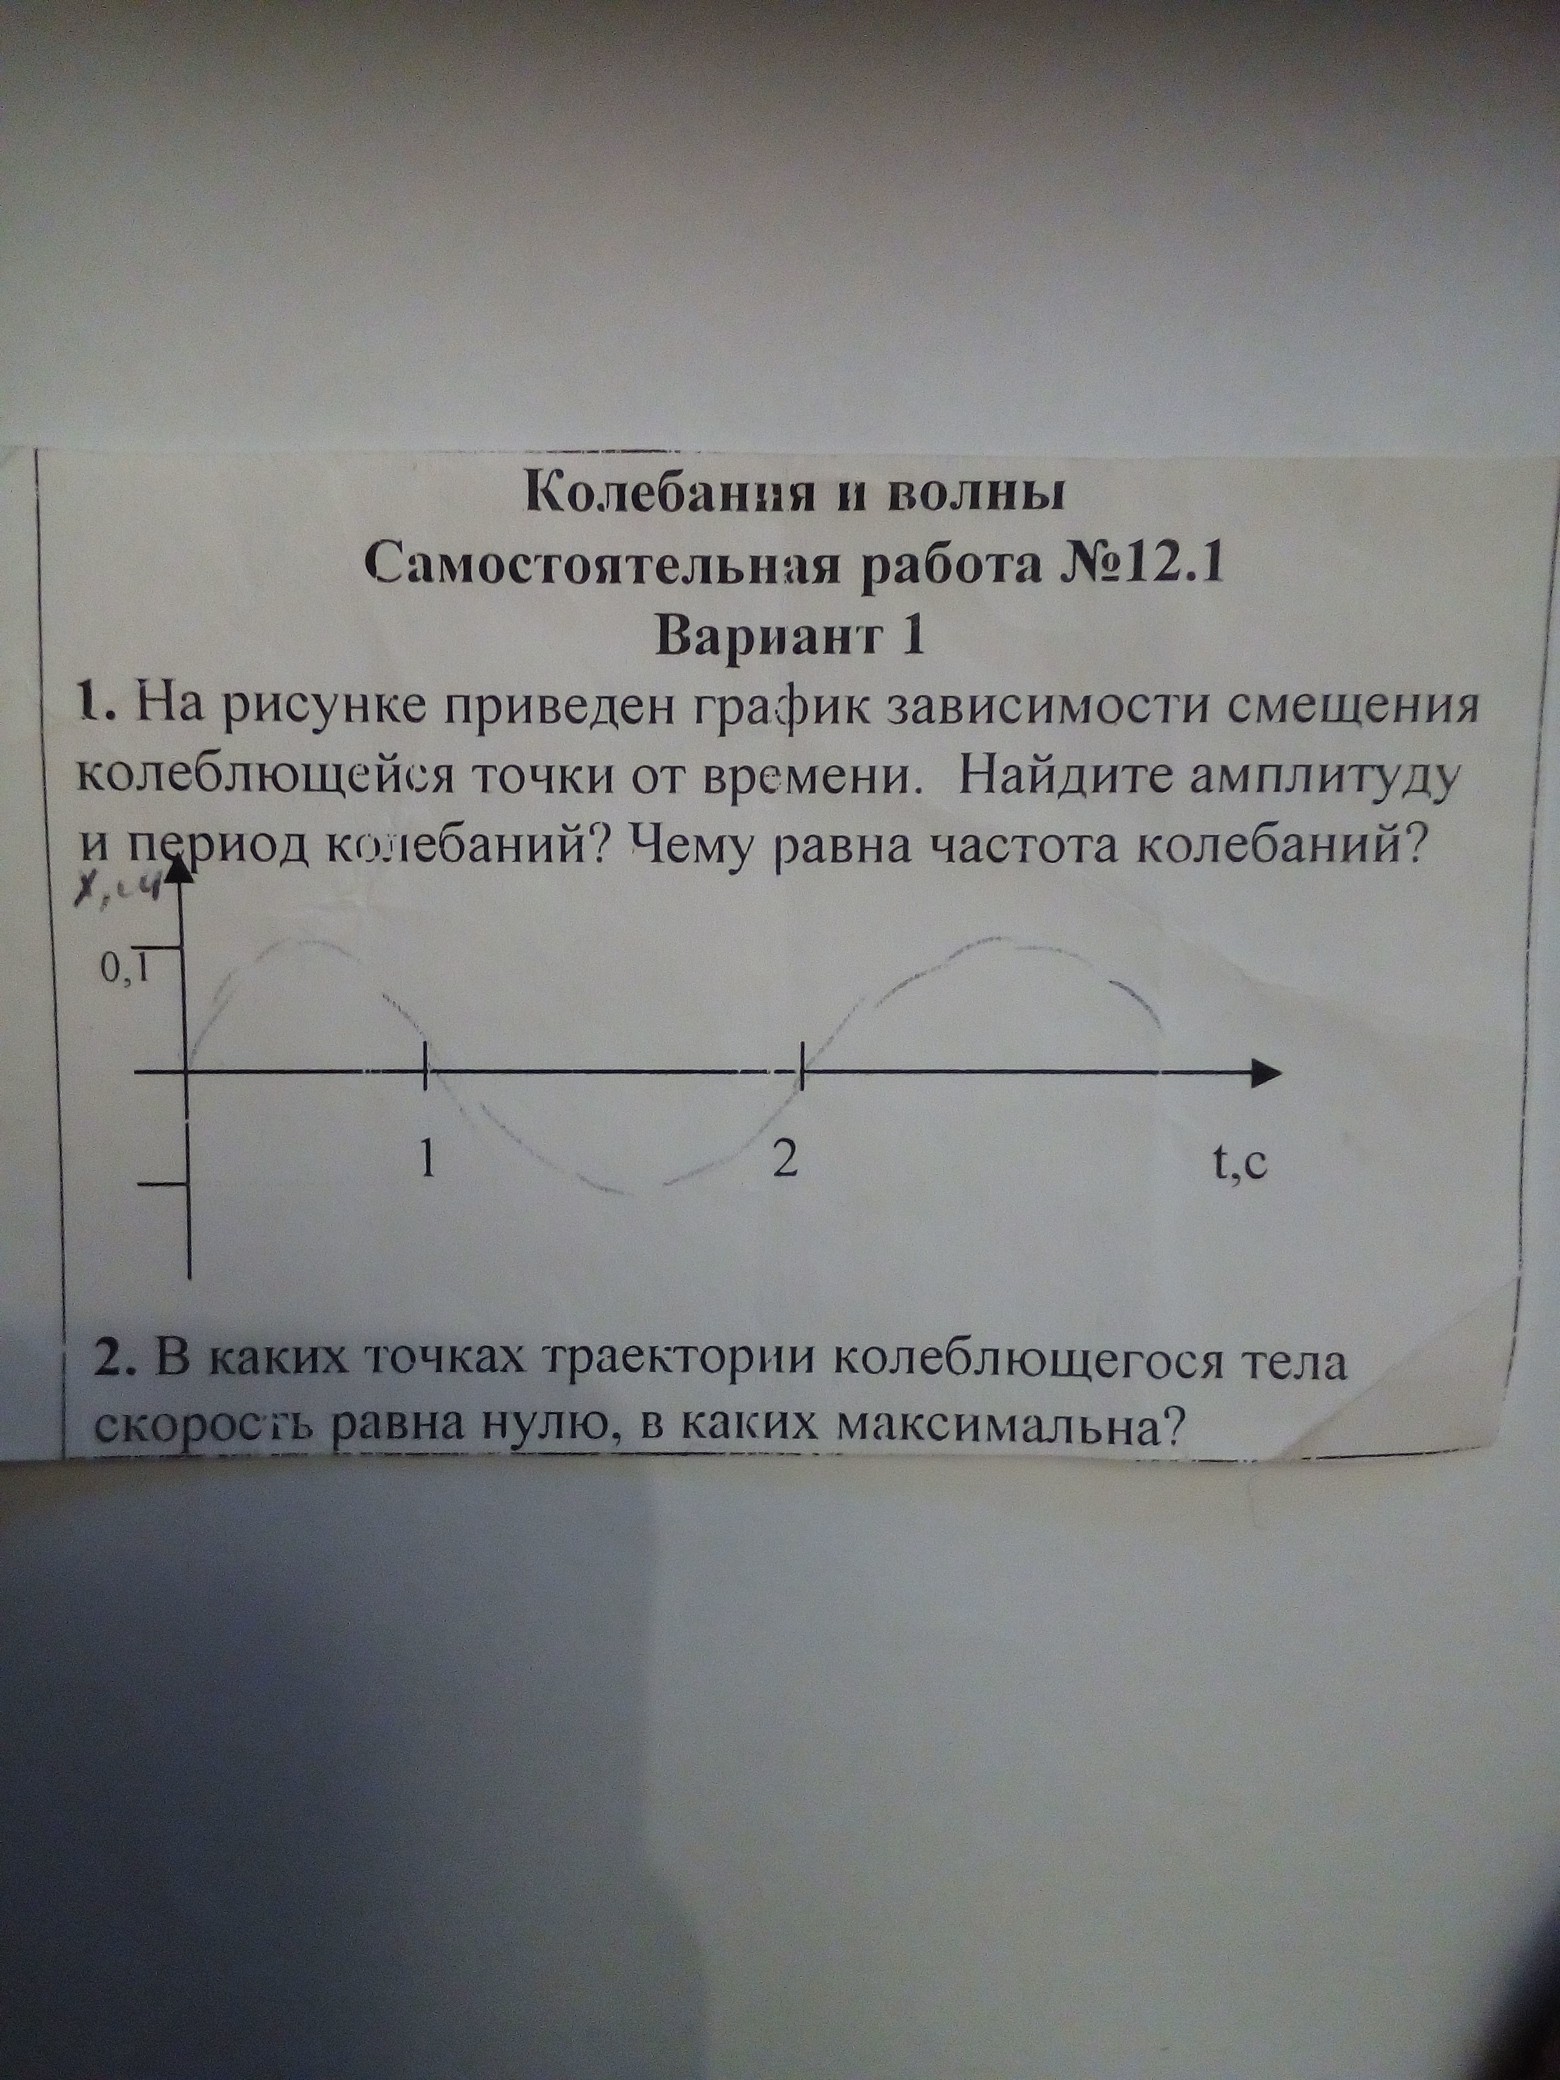 Колебания и волны
Самостоятельная работа №12.1
Вариант 1
1. На рисунке приведен график зависимости смещения
колеблющейся точки от времени. Найдите амплитуду
и период колебаний? Чему равна частота колебаний?
x, см
0,1
1 2 t,c
2. В каких точках траектории колеблющегося тела
скорость равна нулю, в каких максимальна?